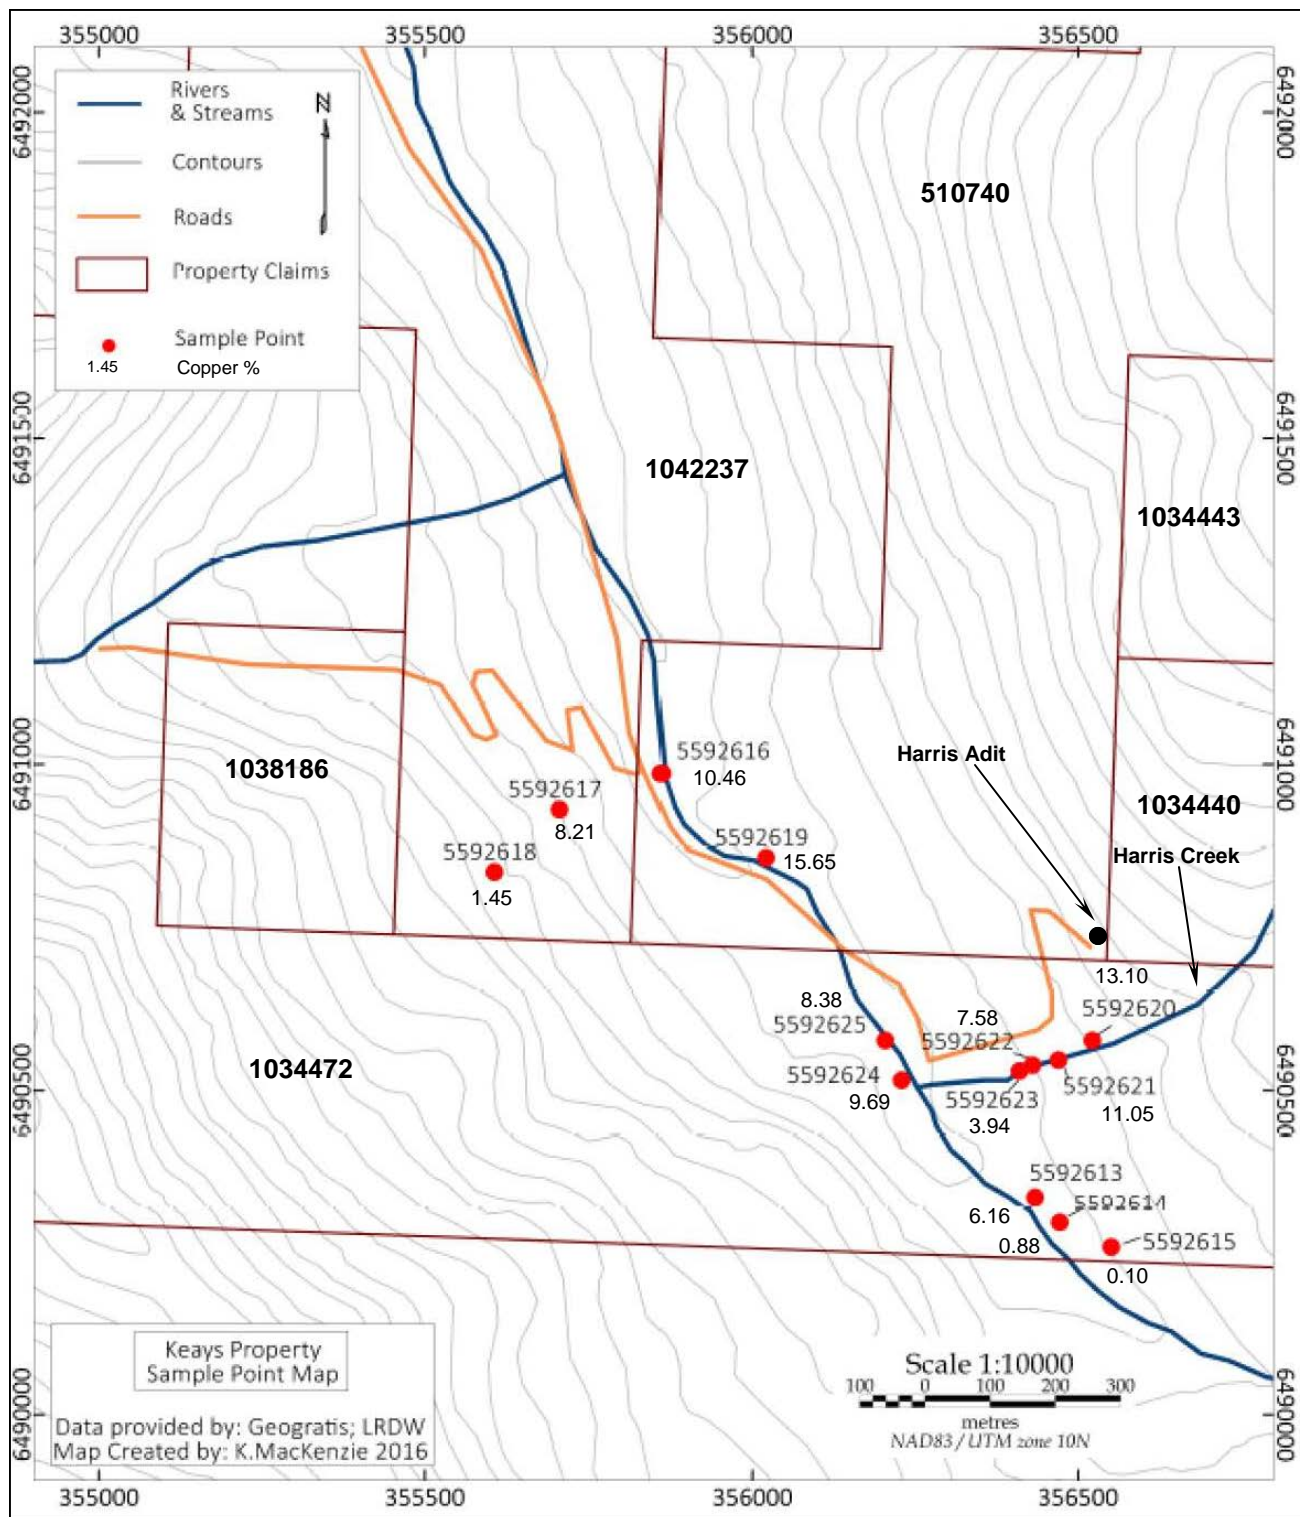 355000 355500 356000 356500
6492000
6492000
Rivers
& Streams
N
Contours
Roads
Property Claims
Sample Point
1.45 Copper %
510740
6491500
6491500
1042237
1034443
1038186
6491000
6491000
5592616
10.46
Harris Adit
5592617
8.21
1034440
5592619
15.65
5592618
1.45
Harris Creek
13.10
5592620
8.38
5592625
7.58
5592622
1034472
5592624
9.69
5592621
11.05
5592623
3.94
6490500
6490500
5592613
6.16
5592614
0.88
5592615
0.10
Keays Property
Sample Point Map
Data provided by: Geogratis; LRDW
Map Created by: K.MacKenzie 2016
Scale 1:10000
100 0 100 200 300
metres
NAD83 / UTM zone 10N
6490000
6490000
355000 355500 356000 356500